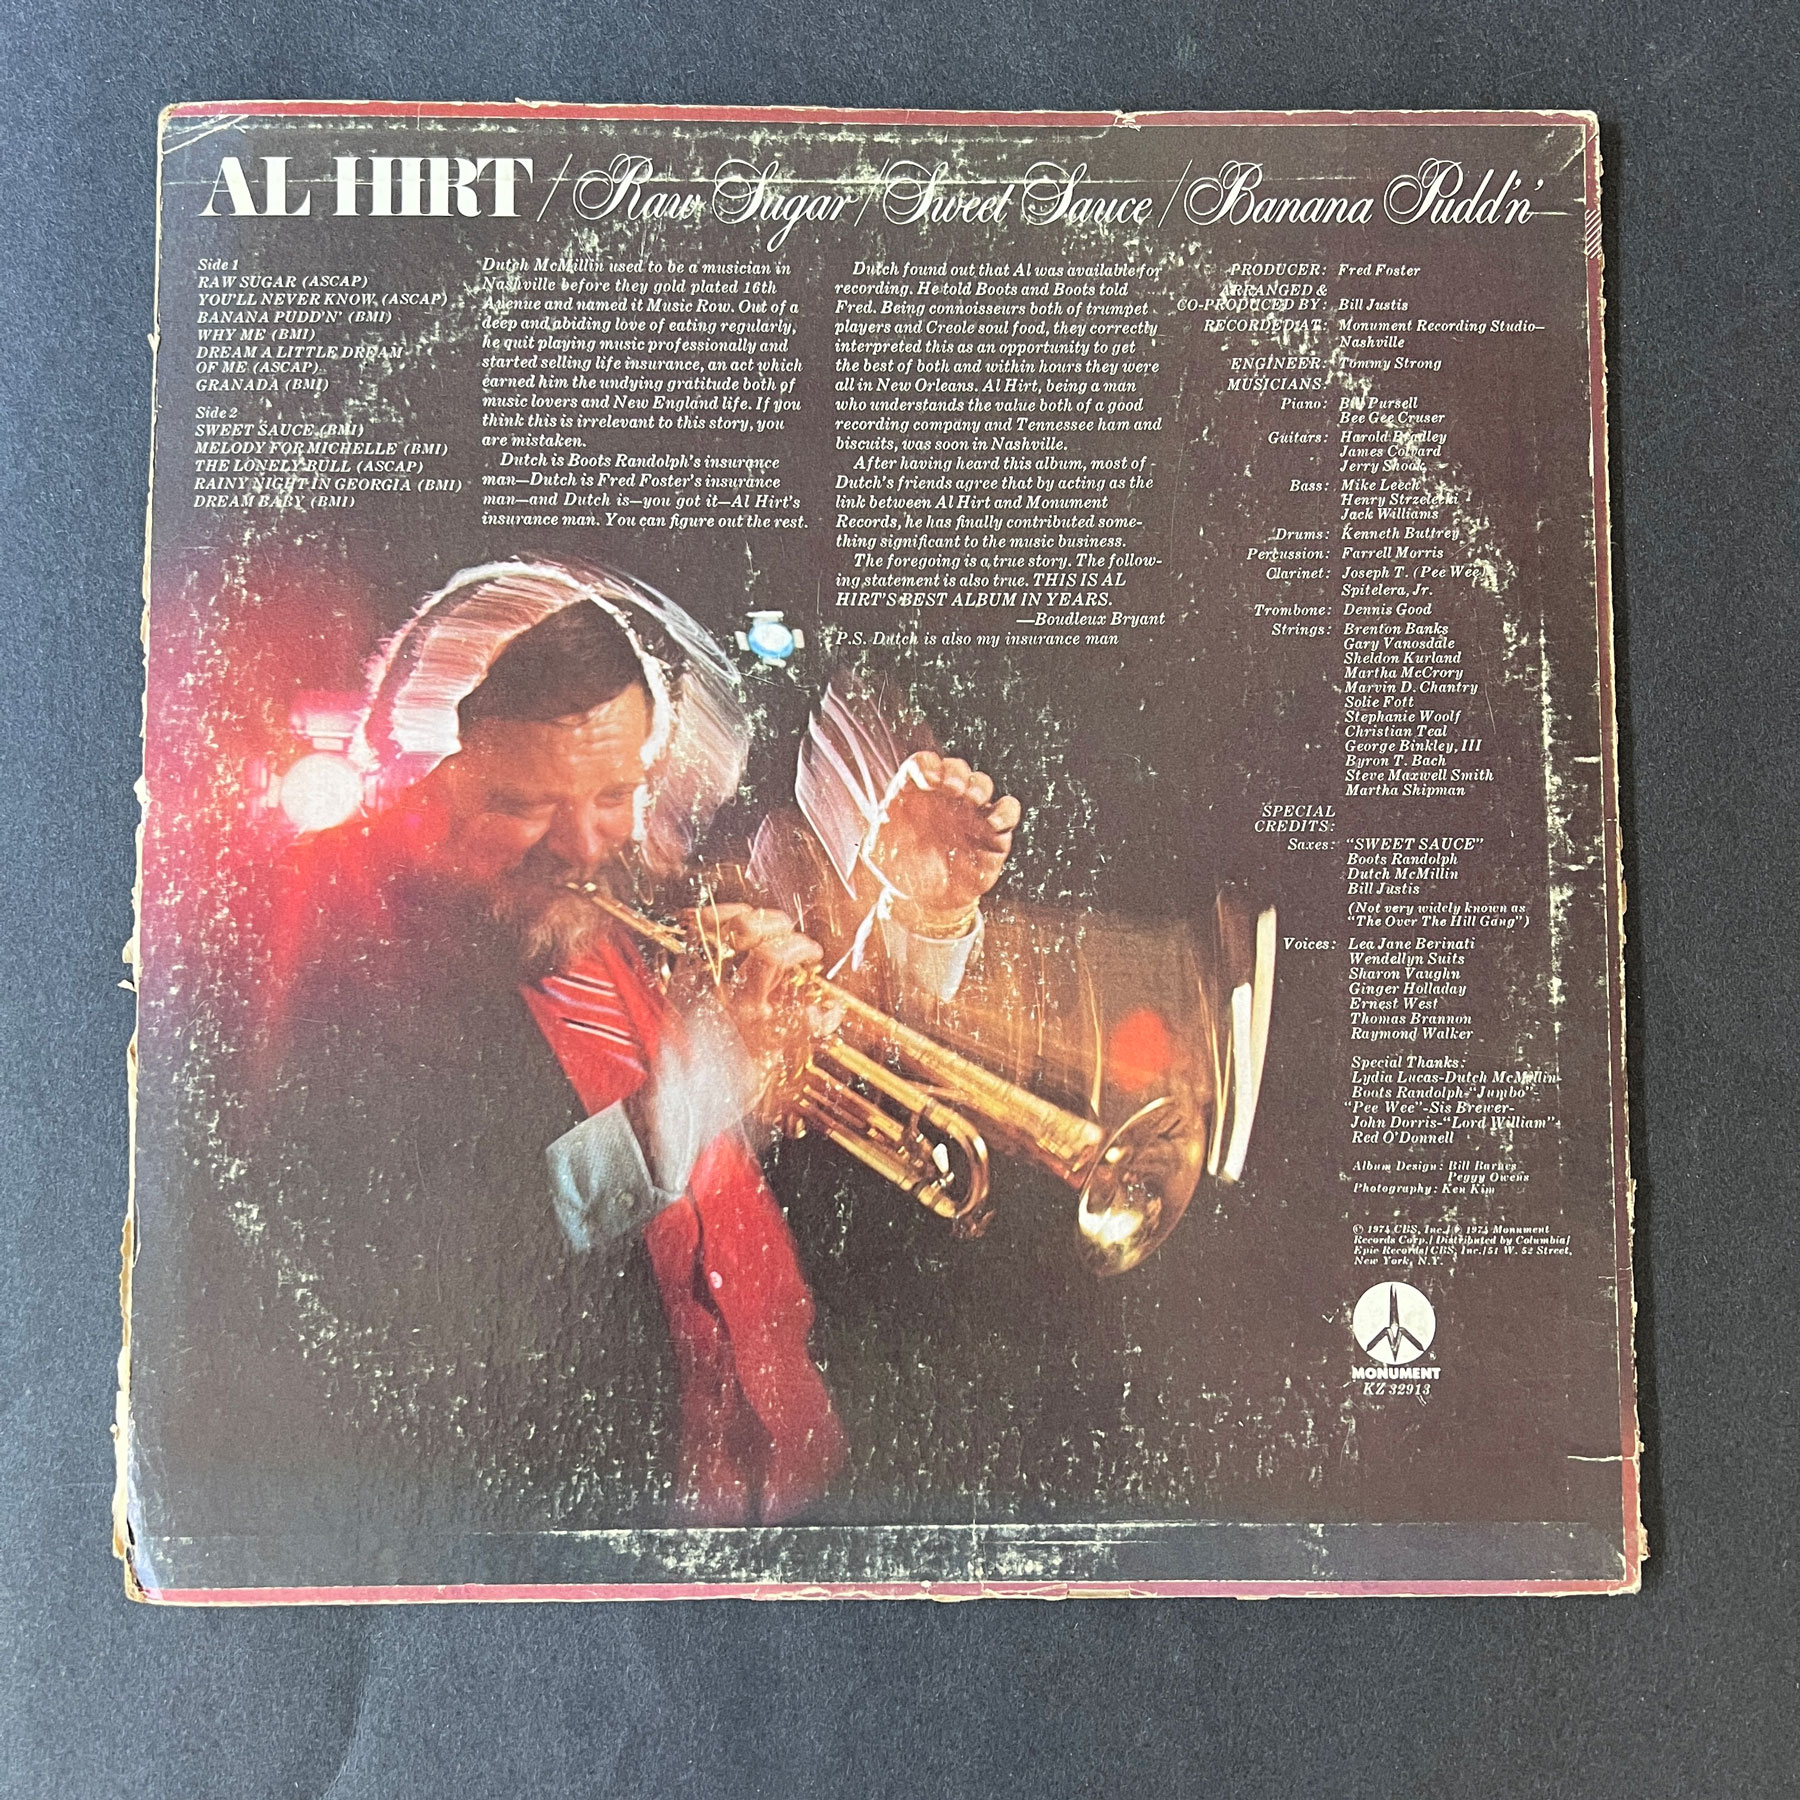 AL HIRT / Raw Sugar / Sweet Sauce / Banana Pudd'n'
Side 1
RAW SUGAR (ASCAP)
YOU'LL NEVER KNOW (ASCAP)
BANANA PUDD'N' (BMI)
WHY ME (BMI)
DREAM A LITTLE DREAM
OF ME (ASCAP)
GRANADA (BMI)
Side 2
SWEET SAUCE (BMI)
MELODY FOR MICHELLE (BMI)
THE LONELY BULL (ASCAP)
RAINY NIGHT IN GEORGIA (BMI)
DREAM BABY (BMI)
Dutch McMillin used to be a musician in
Nashville before they gold plated 16th
Avenue and named it Music Row. Out of a
deep and abiding love of eating regularly,
he quit playing music professionally and
started selling life insurance, an act which
earned him the undying gratitude both of
music lovers and New England life. If you
think this is irrelevant to this story, you
are mistaken.
Dutch is Boots Randolph's insurance
man—Dutch is Fred Foster's insurance
man—and Dutch is—you got it—Al Hirt's
insurance man. You can figure out the rest.
Dutch found out that Al was available for
recording. He told Boots and Boots told
Fred. Being connoisseurs both of trumpet
players and Creole soul food, they correctly
interpreted this as an opportunity to get
the best of both and within hours they were
all in New Orleans. Al Hirt, being a man
who understands the value both of a good
recording company and Tennessee ham and
biscuits, was soon in Nashville.
After having heard this album, most of
Dutch's friends agree that by acting as the
link between Al Hirt and Monument
Records, he has finally contributed some-
thing significant to the music business.
The foregoing is a true story. The follow-
ing statement is also true. THIS IS AL
HIRT'S BEST ALBUM IN YEARS.
—Boudleux Bryant
P.S. Dutch is also my insurance man
PRODUCER: Fred Foster
ARRANGED &
CO-PRODUCED BY: Bill Justis
RECORDED AT: Monument Recording Studio—
Nashville
ENGINEER: Tommy Strong
MUSICIANS:
Piano: Bill Pursell
Bee Gee Cruser
Guitars: Harold Bradley
James Colvard
Jerry Shook
Bass: Mike Leech
Henry Strzelecki
Jack Williams
Drums: Kenneth Buttrey
Percussion: Farrell Morris
Clarinet: Joseph T. (Pee Wee)
Spitelera, Jr.
Trombone: Dennis Good
Strings: Brenton Banks
Gary Vanosdale
Sheldon Kurland
Martha McCrory
Marvin D. Chantry
Solie Fott
Stephanie Woolf
Christian Teal
George Binkley, III
Byron T. Bach
Steve Maxwell Smith
Martha Shipman
SPECIAL
CREDITS:
Saxes: "SWEET SAUCE"
Boots Randolph
Dutch McMillin
Bill Justis
(Not very widely known as
"The Over The Hill Gang")
Voices: Lea Jane Berinati
Wendellyn Suits
Sharon Vaughn
Ginger Holladay
Ernest West
Thomas Brannon
Raymond Walker
Special Thanks:
Lydia Lucas-Dutch McMillin-
Boots Randolph-"Jumbo"-
"Pee Wee"-Sis Brewer-
John Dorris-"Lord William"-
Red O'Donnell
Album Design: Bill Barnes
Peggy Owens
Photography: Ken Kim
© 1974 CBS, Inc./℗ 1974 Monument
Records Corp./Distributed by Columbia/
Epic Records/CBS, Inc./51 W. 52 Street,
New York, N.Y.
MONUMENT
KZ 32913